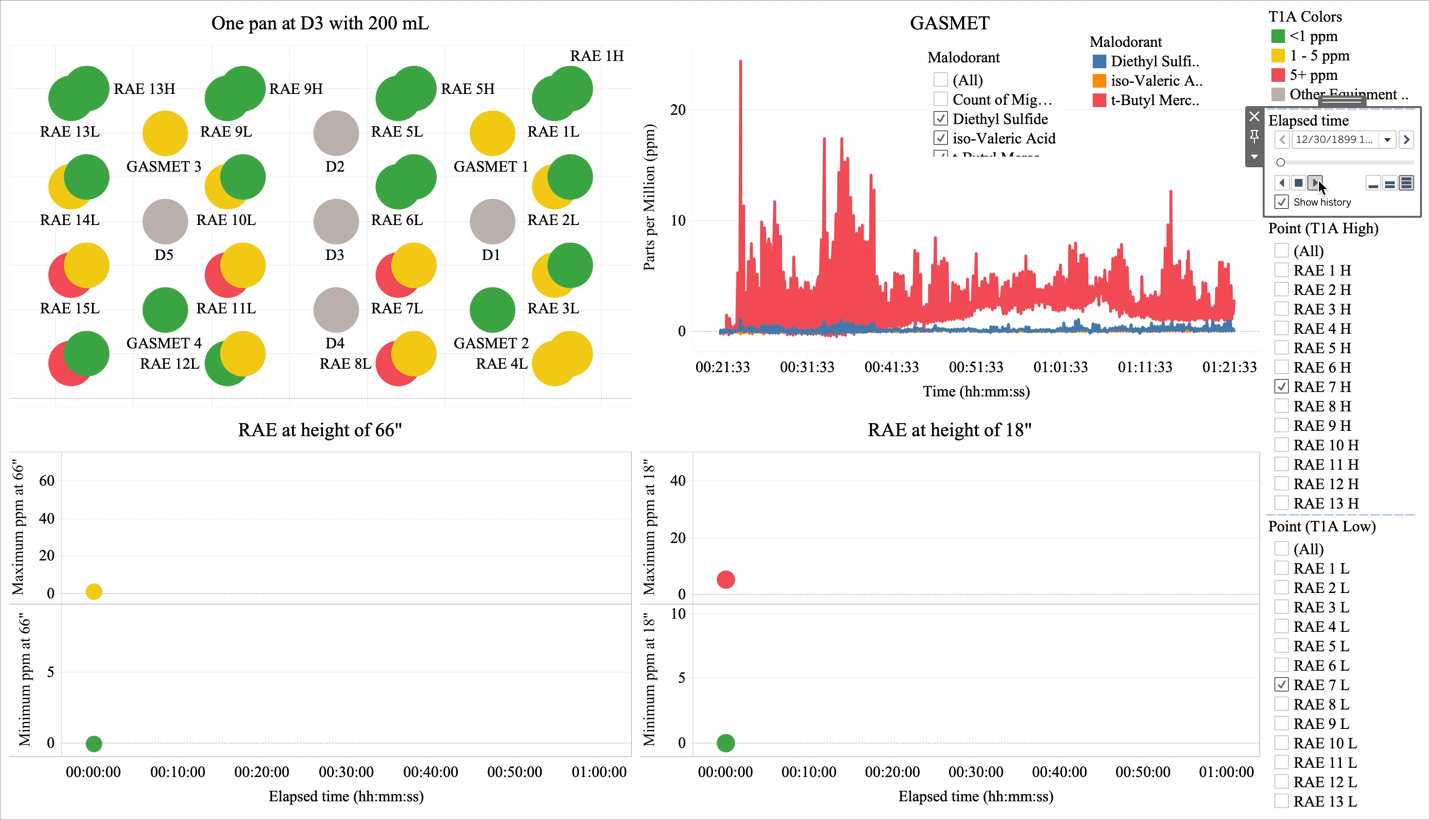 One pan at D3 with 200 mL
RAE 1H
RAE 13H
RAE 9H
RAE 5H
RAE 13L
RAE 9L
RAE 5L
RAE 1L
GASMET 3
D2
GASMET 1
RAE 14L
RAE 10L
RAE 6L
RAE 2L
D5
D3
D1
RAE 15L
RAE 11L
RAE 7L
RAE 3L
GASMET 4
D4
GASMET 2
RAE 12L
RAE 8L
RAE 4L
GASMET
Parts per Million (ppm)
20
10
0
Malodorant
(All)
Count of Mig…
Diethyl Sulfide
iso-Valeric Acid
Malodorant
Diethyl Sulfi..
iso-Valeric A..
t-Butyl Merc..
00:21:33
00:31:33
00:41:33
00:51:33
01:01:33
01:11:33
01:21:33
Time (hh:mm:ss)
T1A Colors
<1 ppm
1 - 5 ppm
5+ ppm
Other Equipment ..
Elapsed time
12/30/1899 1...
Show history
Point (T1A High)
(All)
RAE 1 H
RAE 2 H
RAE 3 H
RAE 4 H
RAE 5 H
RAE 6 H
RAE 7 H
RAE 8 H
RAE 9 H
RAE 10 H
RAE 11 H
RAE 12 H
RAE 13 H
Point (T1A Low)
(All)
RAE 1 L
RAE 2 L
RAE 3 L
RAE 4 L
RAE 5 L
RAE 6 L
RAE 7 L
RAE 8 L
RAE 9 L
RAE 10 L
RAE 11 L
RAE 12 L
RAE 13 L
RAE at height of 66"
Maximum ppm at 66"
60
40
20
0
Minimum ppm at 66"
5
0
00:00:00
00:10:00
00:20:00
00:30:00
00:40:00
00:50:00
01:00:00
Elapsed time (hh:mm:ss)
RAE at height of 18"
Maximum ppm at 18"
40
20
0
Minimum ppm at 18"
10
5
0
00:00:00
00:10:00
00:20:00
00:30:00
00:40:00
00:50:00
01:00:00
Elapsed time (hh:mm:ss)